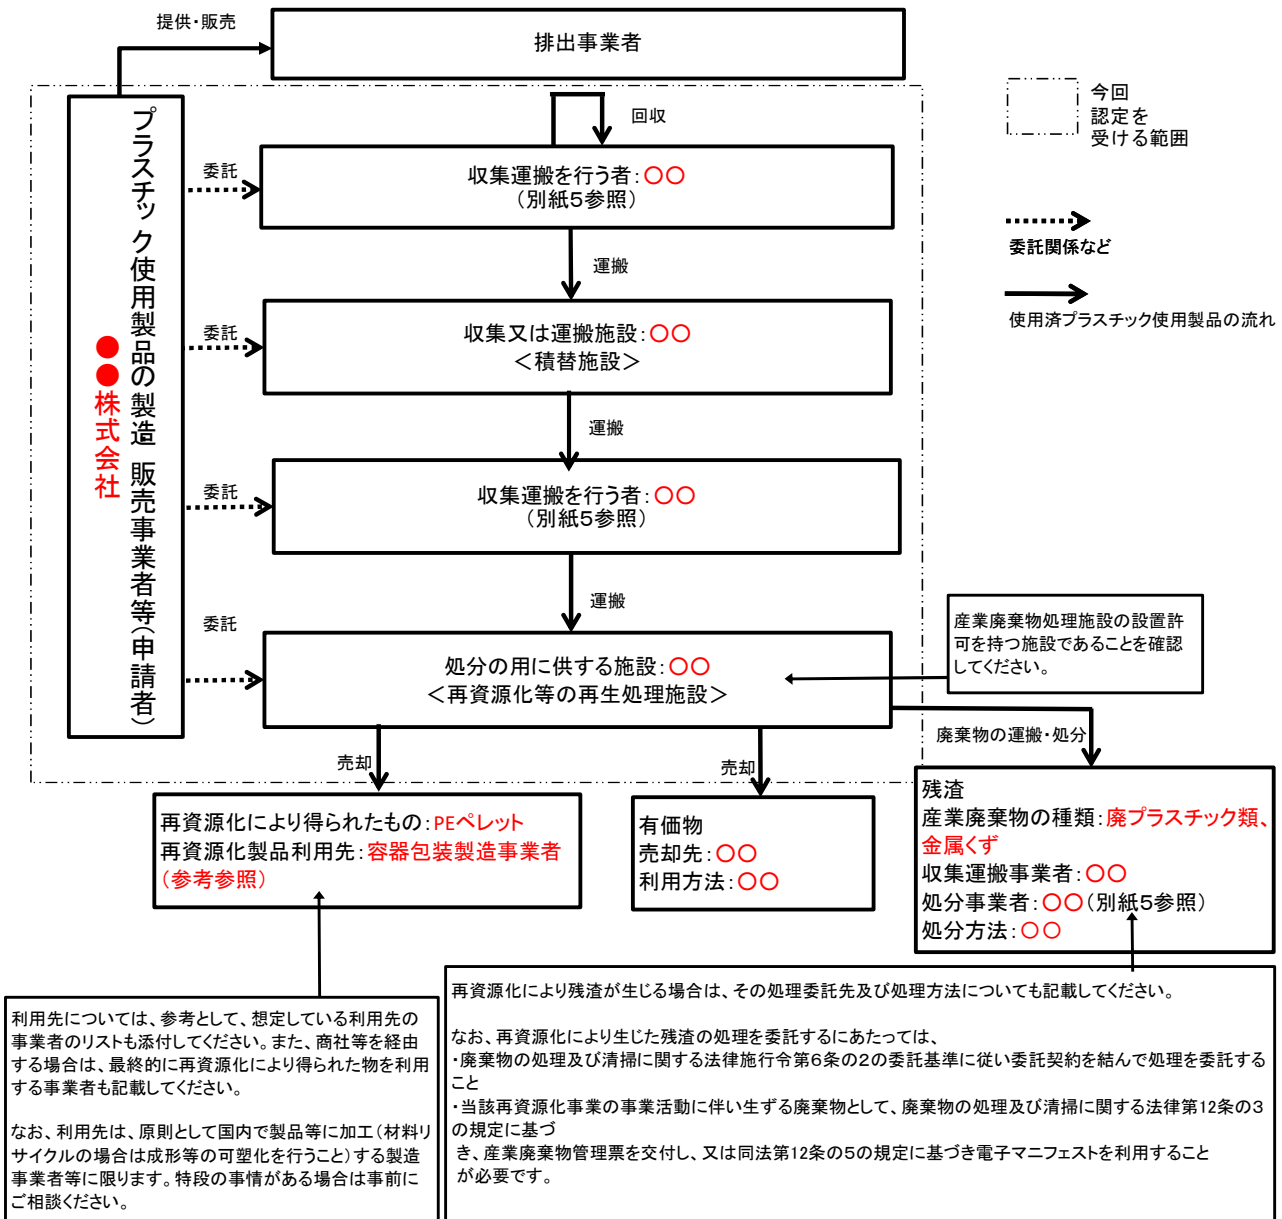 提供・販売
排出事業者
今回
認定を
受ける範囲
プラスチック使用製品の製造 販売事業者等(申請者)
●●株式会社
回収
委託
収集運搬を行う者:〇〇
(別紙5参照)
運搬
委託関係など
委託
収集又は運搬施設:〇〇
<積替施設>
使用済プラスチック使用製品の流れ
運搬
委託
収集運搬を行う者:〇〇
(別紙5参照)
運搬
委託
処分の用に供する施設:〇〇
<再資源化等の再生処理施設>
産業廃棄物処理施設の設置許
可を持つ施設であることを確認
してください。
売却
売却
廃棄物の運搬・処分
再資源化により得られたもの:PEペレット
再資源化製品利用先:容器包装製造事業者
(参考参照)
有価物
売却先:〇〇
利用方法:〇〇
残渣
産業廃棄物の種類:廃プラスチック類、
金属くず
収集運搬事業者:〇〇
処分事業者:〇〇(別紙5参照)
処分方法:〇〇
利用先については、参考として、想定している利用先の
事業者のリストも添付してください。また、商社等を経由
する場合は、最終的に再資源化により得られた物を利用
する事業者も記載してください。
なお、利用先は、原則として国内で製品等に加工(材料リ
サイクルの場合は成形等の可塑化を行うこと)する製造
事業者等に限ります。特段の事情がある場合は事前に
ご相談ください。
再資源化により残渣が生じる場合は、その処理委託先及び処理方法についても記載してください。
なお、再資源化により生じた残渣の処理を委託するにあたっては、
・廃棄物の処理及び清掃に関する法律施行令第6条の2の委託基準に従い委託契約を結んで処理を委託する
こと
・当該再資源化事業の事業活動に伴い生ずる廃棄物として、廃棄物の処理及び清掃に関する法律第12条の3
の規定に基づ
き、産業廃棄物管理票を交付し、又は同法第12条の5の規定に基づき電子マニフェストを利用すること
が必要です。